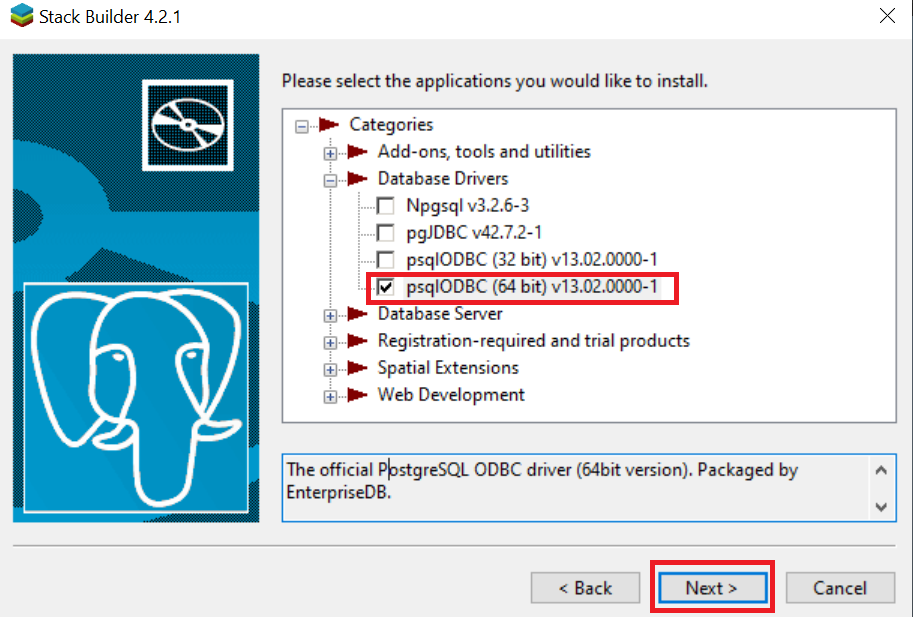 Stack Builder 4.2.1
Please select the applications you would like to install.
Categories
Add-ons, tools and utilities
Database Drivers
Npgsql v3.2.6-3
pgJDBC v42.7.2-1
psqlODBC (32 bit) v13.02.0000-1
psqlODBC (64 bit) v13.02.0000-1
Database Server
Registration-required and trial products
Spatial Extensions
Web Development
The official PostgreSQL ODBC driver (64bit version). Packaged by
EnterpriseDB.
< Back Next > Cancel